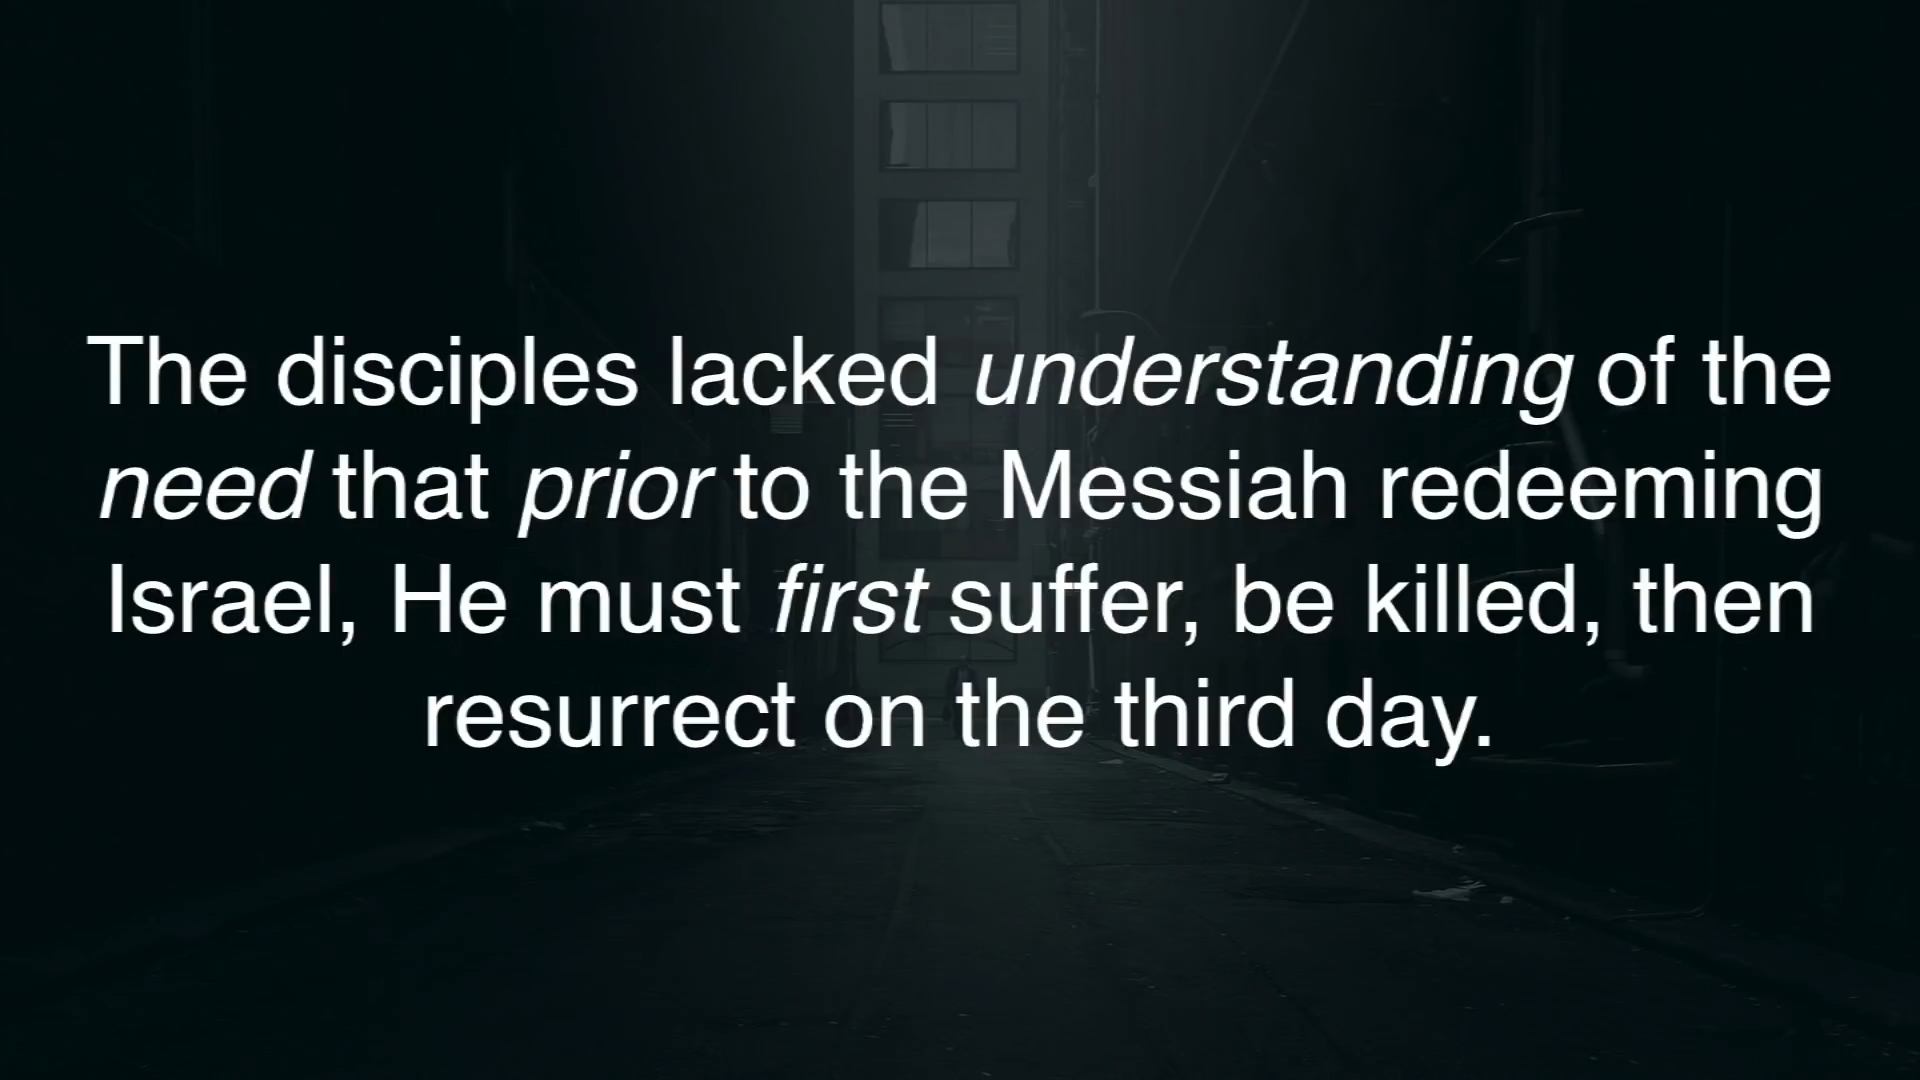 The disciples lacked understanding of the
need that prior to the Messiah redeeming
Israel, He must first suffer, be killed, then
resurrect on the third day.